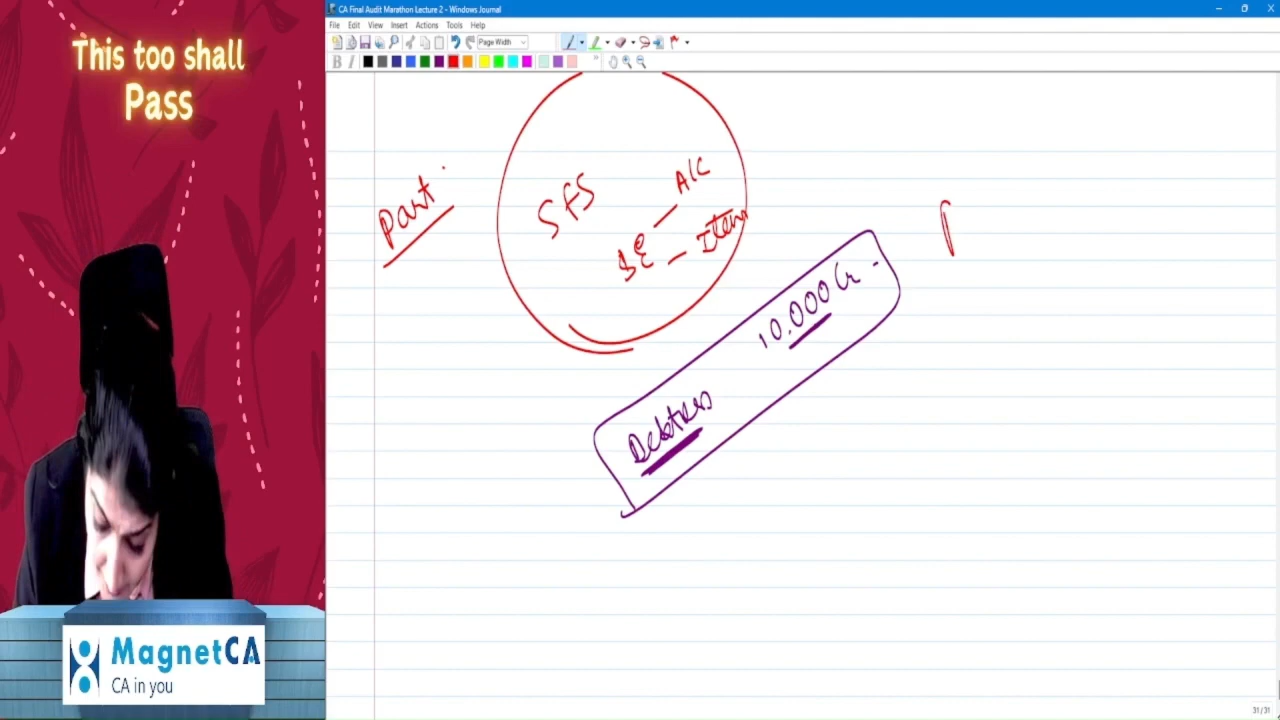 This too shall
Pass
CA Final Audit Marathon Lecture 2 - Windows Journal
File Edit View Insert Actions Tools Help
Page Width
B I
Part
SFS
A/C
SE
Item
10,000 Cr.
Debtors
MagnetCA
CA in you
31/31